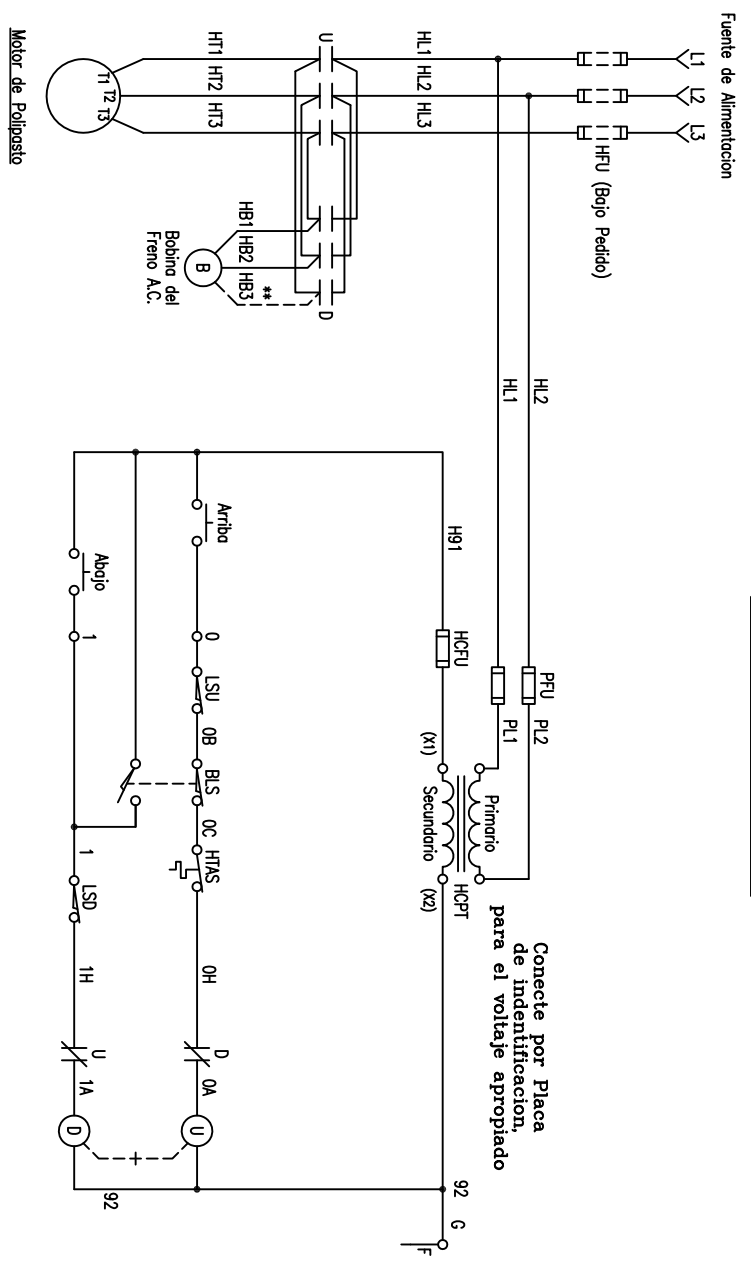 Fuente de Alimentacion
L1
L2
L3
HFU (Bajo Pedido)
HL1
HL2
HL3
U
HT1
HT2
HT3
T1
T2
T3
Motor de Polipasto
D
HB1
HB2
HB3
**
B
Bobina del
Freno A.C.
HL2
HL1
PFU
PL2
PL1
Primario
Secundario
(X1)
(X2)
HCPT
Conecte por Placa
de indentificacion,
para el voltaje apropiado
H91
HCFU
Arriba
0
LSU
0B
BLS
0C
HTAS
0H
D
0A
U
Abajo
1
1
LSD
1H
U
1A
D
92
92
G
F